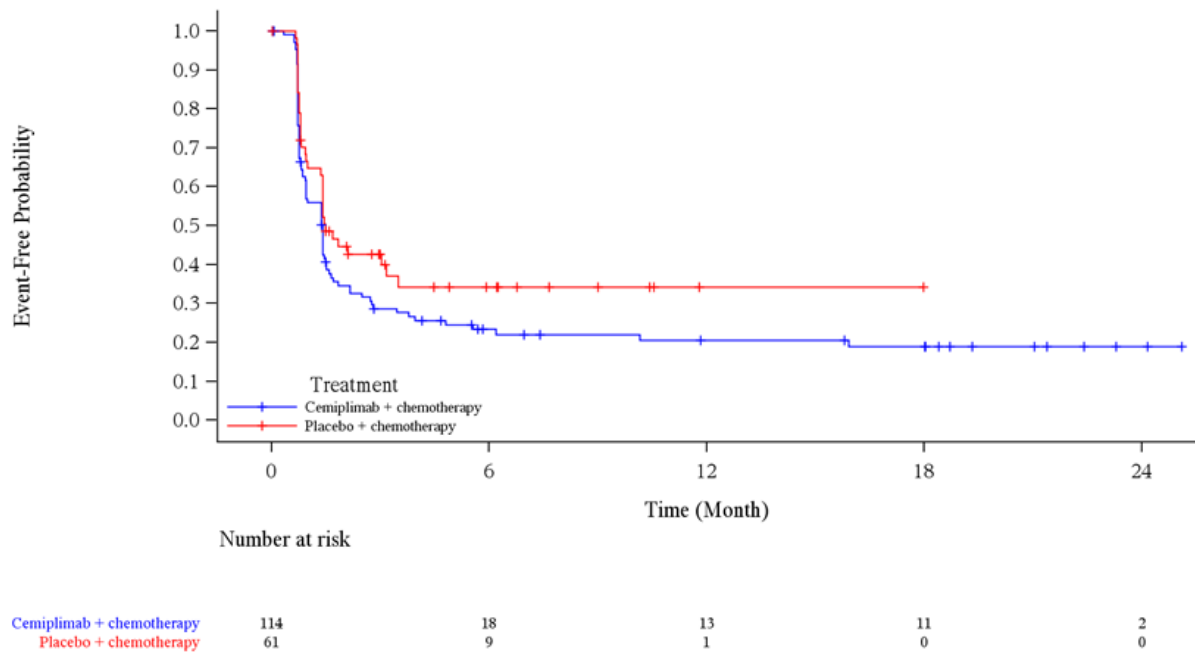 Event-Free Probability
1.0
0.9
0.8
0.7
0.6
0.5
0.4
0.3
0.2
0.1
0.0
Treatment
Cemiplimab + chemotherapy
Placebo + chemotherapy
0 6 12 18 24
Time (Month)
Number at risk
Cemiplimab + chemotherapy 114 18 13 11 2
Placebo + chemotherapy 61 9 1 0 0